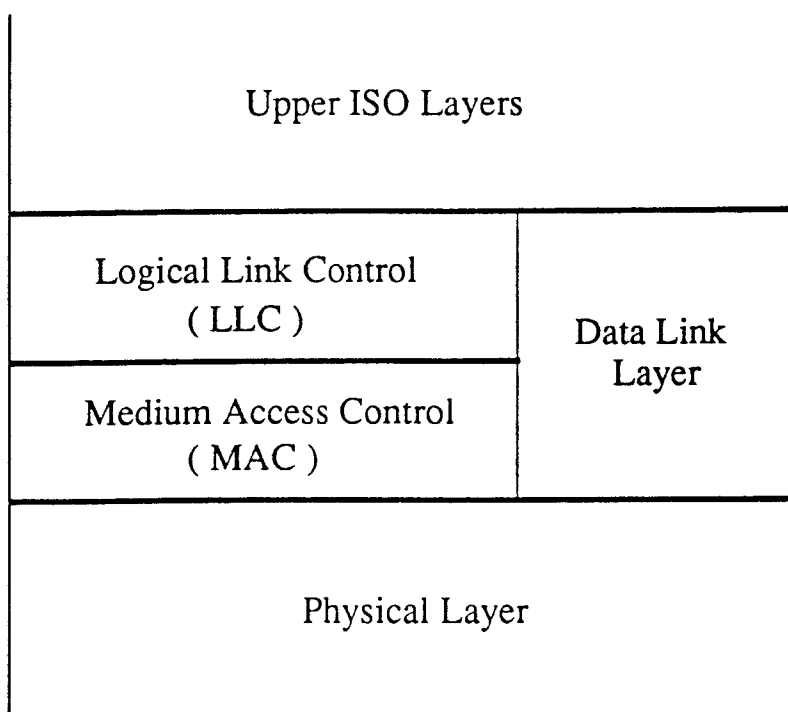 Upper ISO Layers
Logical Link Control
( LLC )
Medium Access Control
( MAC )
Data Link
Layer
Physical Layer